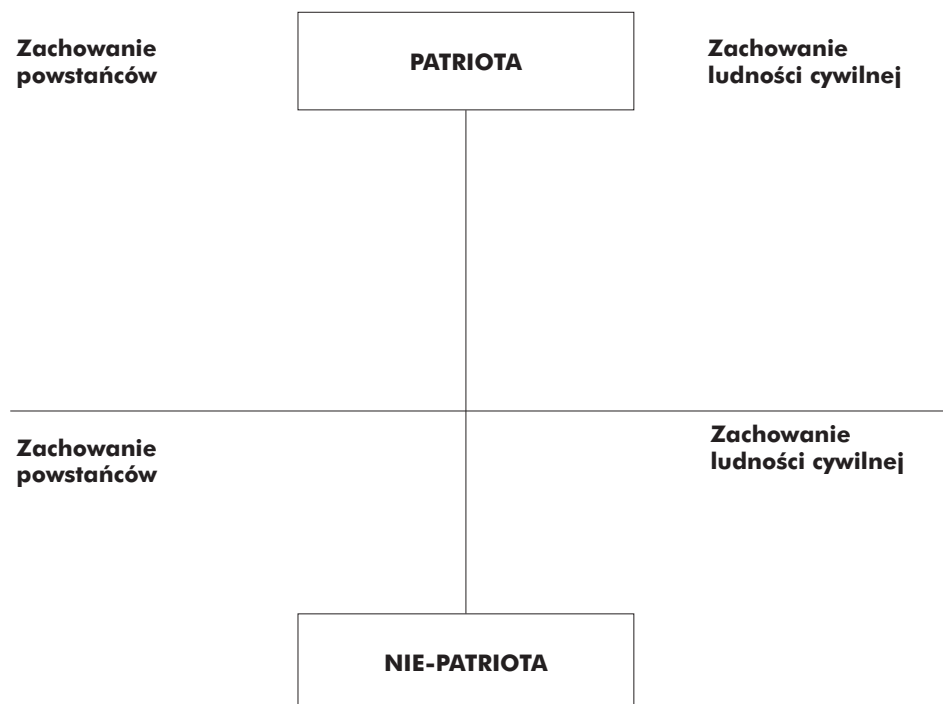 Zachowanie
powstańców
PATRIOTA
Zachowanie
ludności cywilnej
Zachowanie
powstańców
Zachowanie
ludności cywilnej
NIE-PATRIOTA